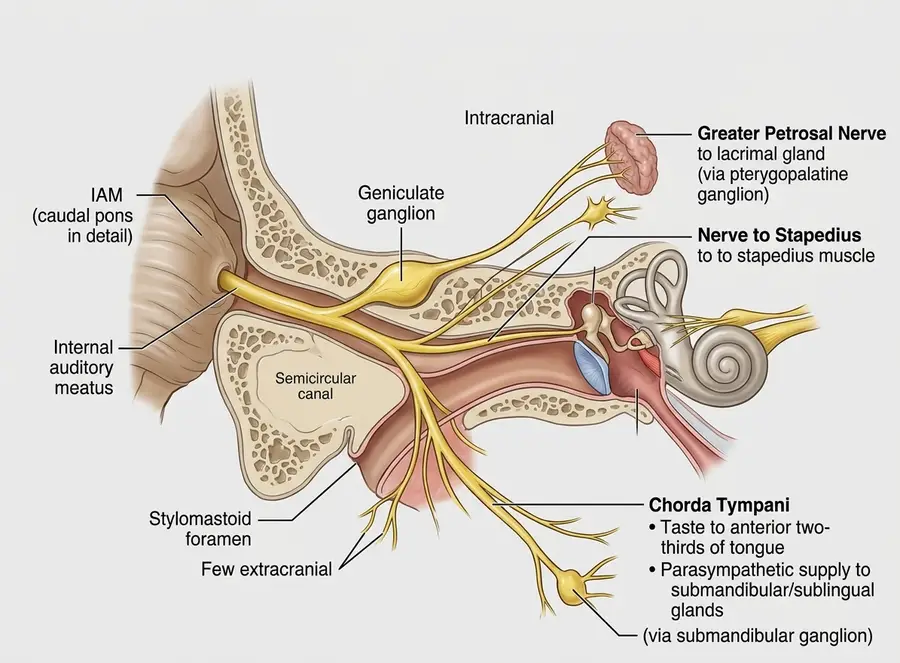 Intracranial
Greater Petrosal Nerve
to lacrimal gland
(via pterygopalatine
ganglion)
IAM
(caudal pons
in detail)
Geniculate
ganglion
Nerve to Stapedius
to to stapedius muscle
Internal
auditory
meatus
Semicircular
canal
Stylomastoid
foramen
Few extracranial
Chorda Tympani
• Taste to anterior two-
thirds of tongue
• Parasympathetic supply to
submandibular/sublingual
glands
(via submandibular ganglion)